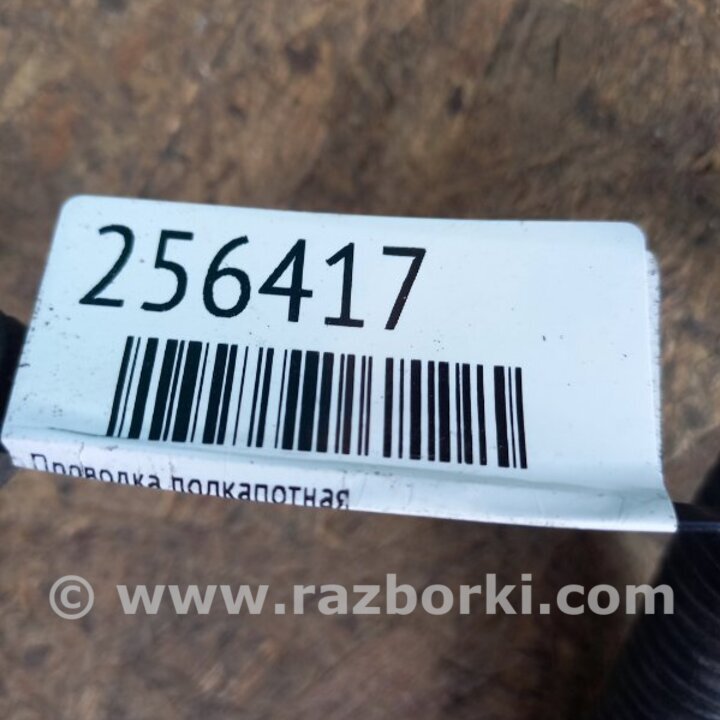 256417
Проводка подкапотная
© www.razborki.com